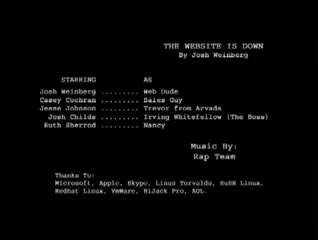 THE WEBSITE IS DOWN
By Josh Weinberg
STARRING AS
Josh Weinberg ......... Web Dude
Casey Cochran ......... Sales Guy
Jesse Johnson ......... Trevor from Arvada
Josh Childs ......... Irving Whitefellow (The Boss)
Ruth Sherrod ......... Nancy
Music By:
Rap Team
Thanks To:
Microsoft, Apple, Skype, Linus Torvalds, SuSE Linux,
Redhat Linux, VmWare, HiJack Pro, AOL.